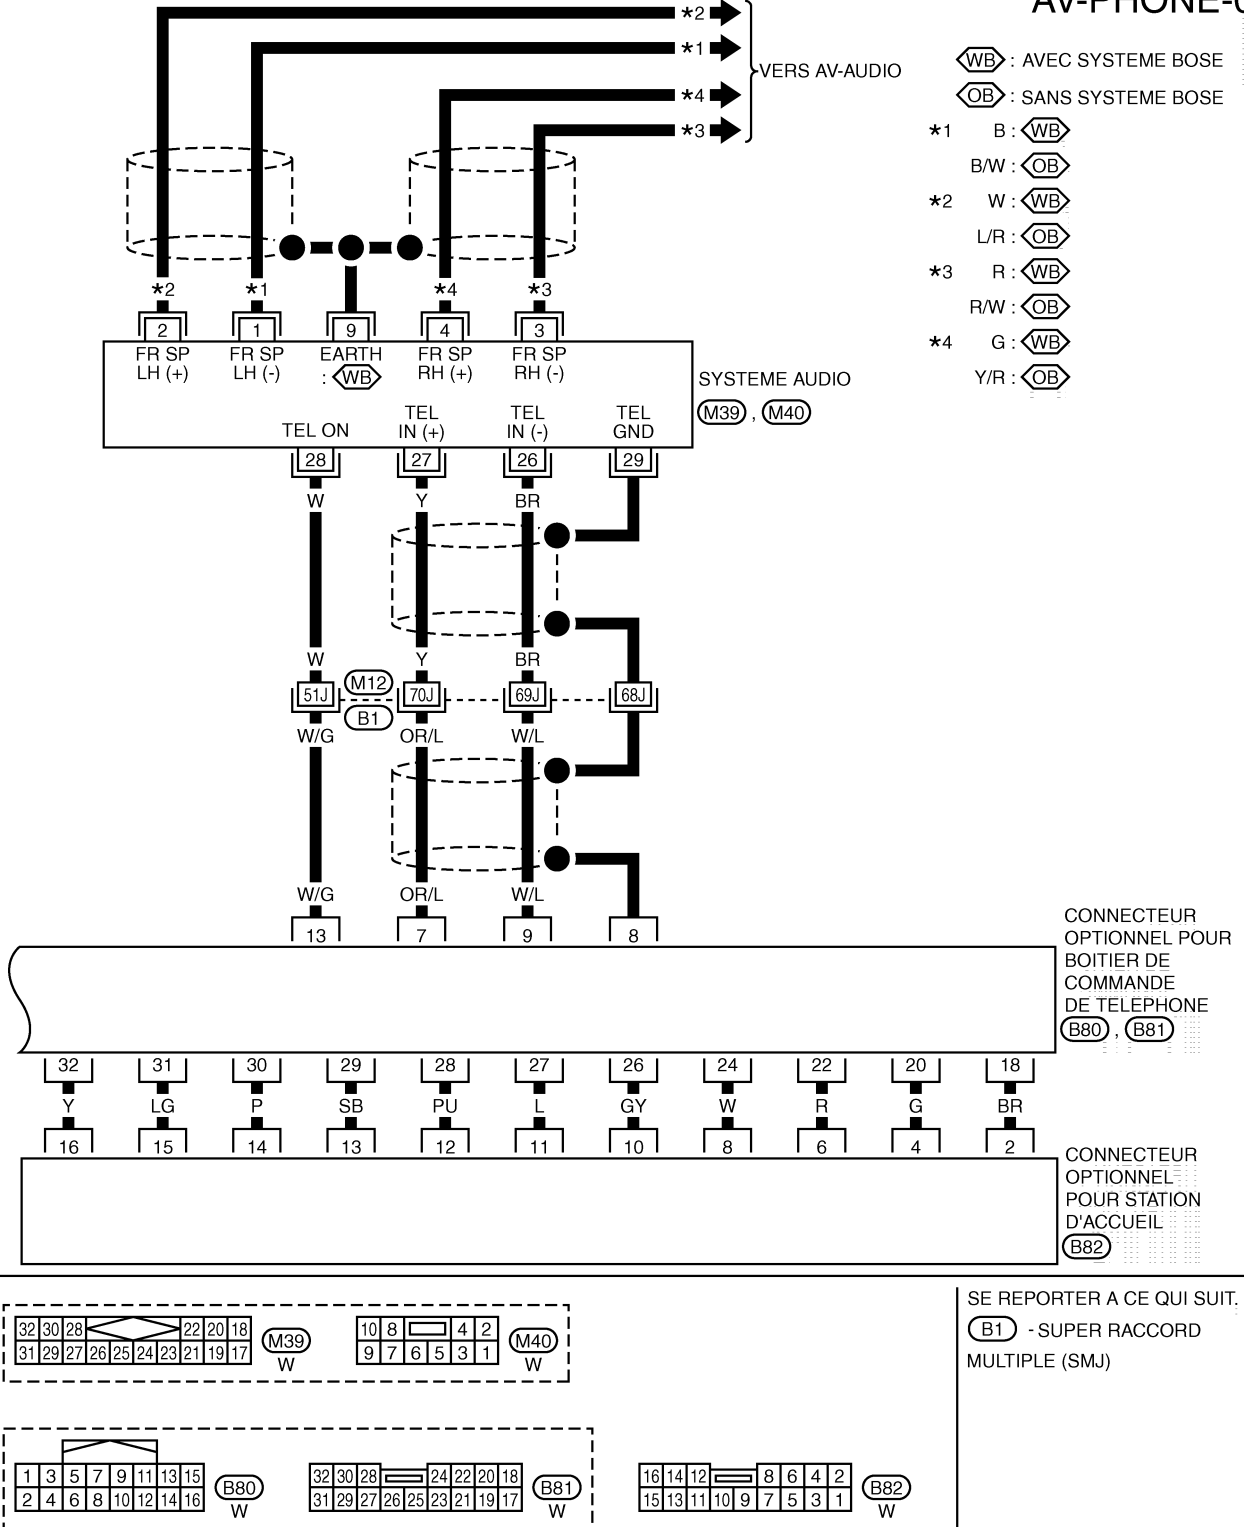 AV-PHONE-
*2
*1
*4
*3
VERS AV-AUDIO
WB : AVEC SYSTEME BOSE
OB : SANS SYSTEME BOSE
*1 B : WB
B/W : OB
*2 W : WB
L/R : OB
*3 R : WB
R/W : OB
*4 G : WB
Y/R : OB
*2 *1 *4 *3
2 1 9 4 3
FR SP LH (+)
FR SP LH (-)
EARTH : WB
FR SP RH (+)
FR SP RH (-)
SYSTEME AUDIO
M39 , M40
TEL ON
TEL IN (+)
TEL IN (-)
TEL GND
28 27 26 29
W Y BR
W Y BR
M12
51J 70J 69J 68J
B1
W/G OR/L W/L
W/G OR/L W/L
13 7 9 8
CONNECTEUR
OPTIONNEL POUR
BOITIER DE
COMMANDE
DE TELEPHONE
B80 , B81
32 31 30 29 28 27 26 24 22 20 18
Y LG P SB PU L GY W R G BR
16 15 14 13 12 11 10 8 6 4 2
CONNECTEUR
OPTIONNEL
POUR STATION
D'ACCUEIL
B82
32 30 28 22 20 18
31 29 27 26 25 24 23 21 19 17
M39
W
10 8 4 2
9 7 6 5 3 1
M40
W
SE REPORTER A CE QUI SUIT.
B1 - SUPER RACCORD
MULTIPLE (SMJ)
1 3 5 7 9 11 13 15
2 4 6 8 10 12 14 16
B80
W
32 30 28 24 22 20 18
31 29 27 26 25 23 21 19 17
B81
W
16 14 12 8 6 4 2
15 13 11 10 9 7 5 3 1
B82
W